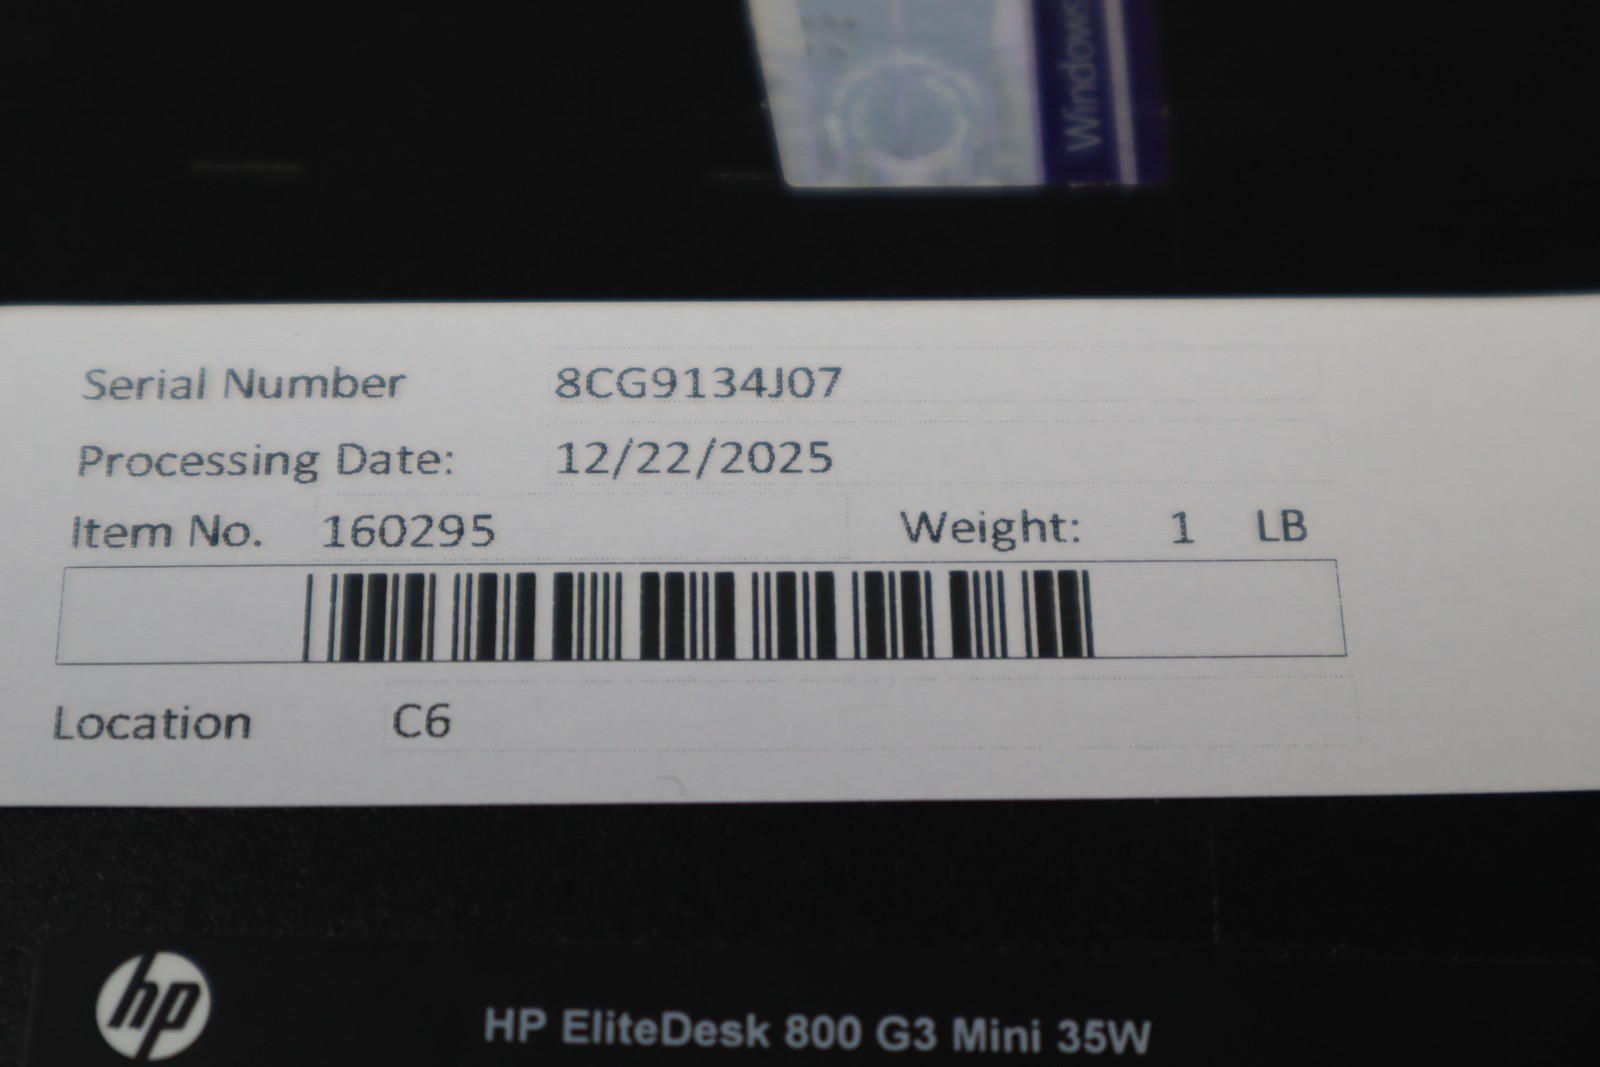 Windows
Serial Number 8CG9134J07
Processing Date: 12/22/2025
Item No. 160295 Weight: 1 LB
Location C6
hp HP EliteDesk 800 G3 Mini 35W